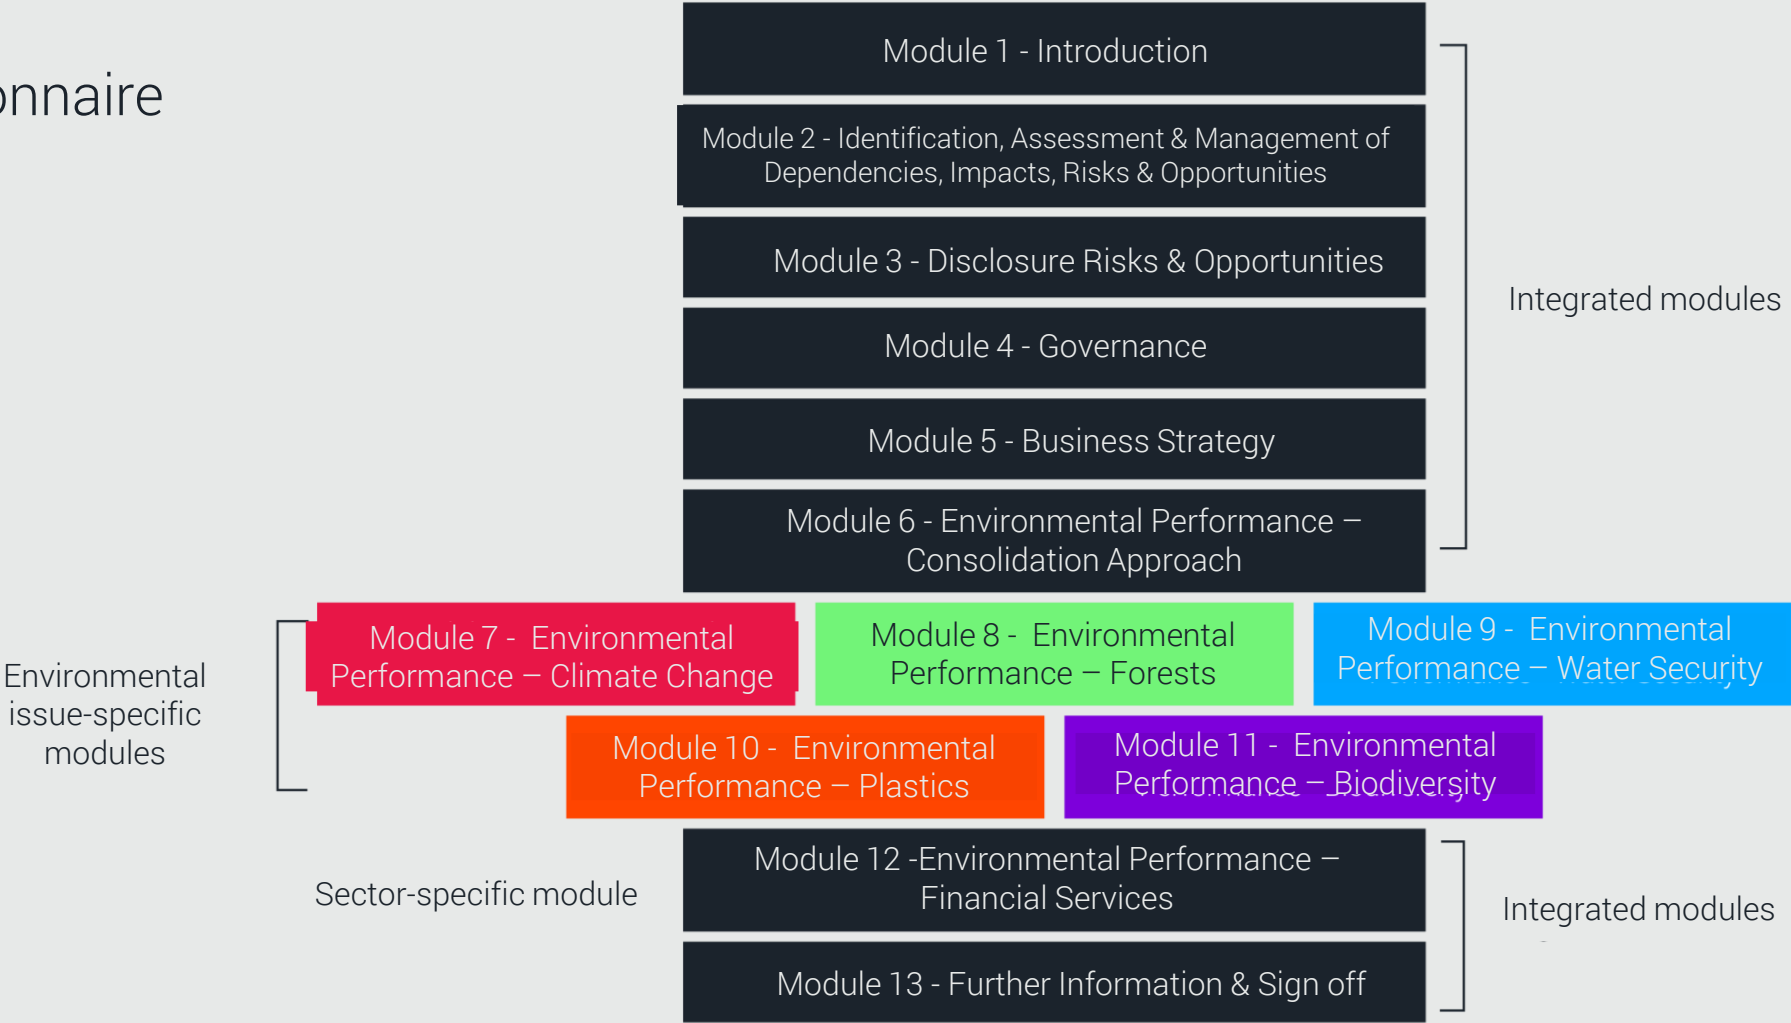 onnaire
Module 1 - Introduction
Module 2 - Identification, Assessment & Management of
Dependencies, Impacts, Risks & Opportunities
Module 3 - Disclosure Risks & Opportunities
Module 4 - Governance
Module 5 - Business Strategy
Module 6 - Environmental Performance –
Consolidation Approach
Integrated modules
Environmental
issue-specific
modules
Module 7 - Environmental
Performance – Climate Change
Module 8 - Environmental
Performance – Forests
Module 9 - Environmental
Performance – Water Security
Module 10 - Environmental
Performance – Plastics
Module 11 - Environmental
Performance – Biodiversity
Sector-specific module
Module 12 -Environmental Performance –
Financial Services
Module 13 - Further Information & Sign off
Integrated modules